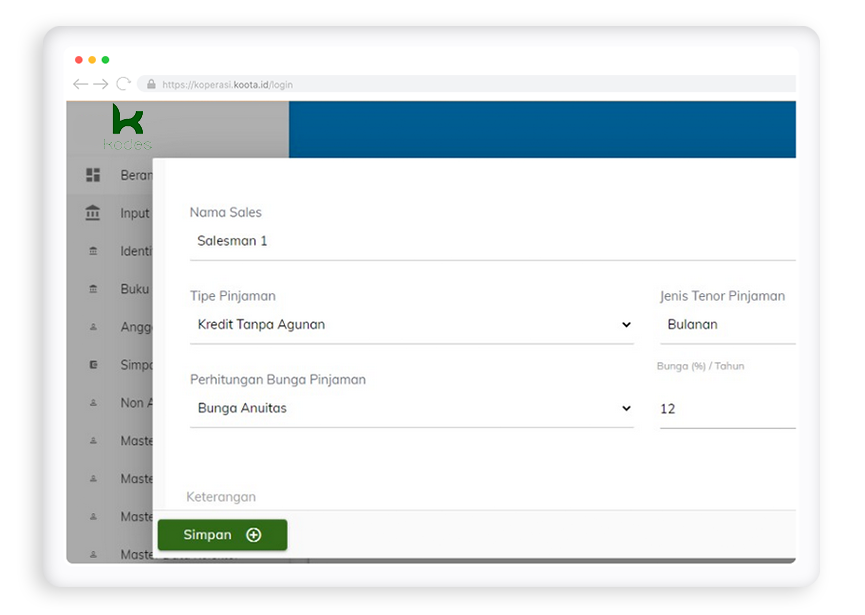 https://koperasi.koota.id/login
kodes
Beran
Input
Identi
Buku
Angg
Simpa
Non A
Maste
Maste
Maste
Maste
Nama Sales
Salesman 1
Tipe Pinjaman
Jenis Tenor Pinjaman
Kredit Tanpa Agunan
Bulanan
Perhitungan Bunga Pinjaman
Bunga (%) / Tahun
Bunga Anuitas
12
Keterangan
Simpan